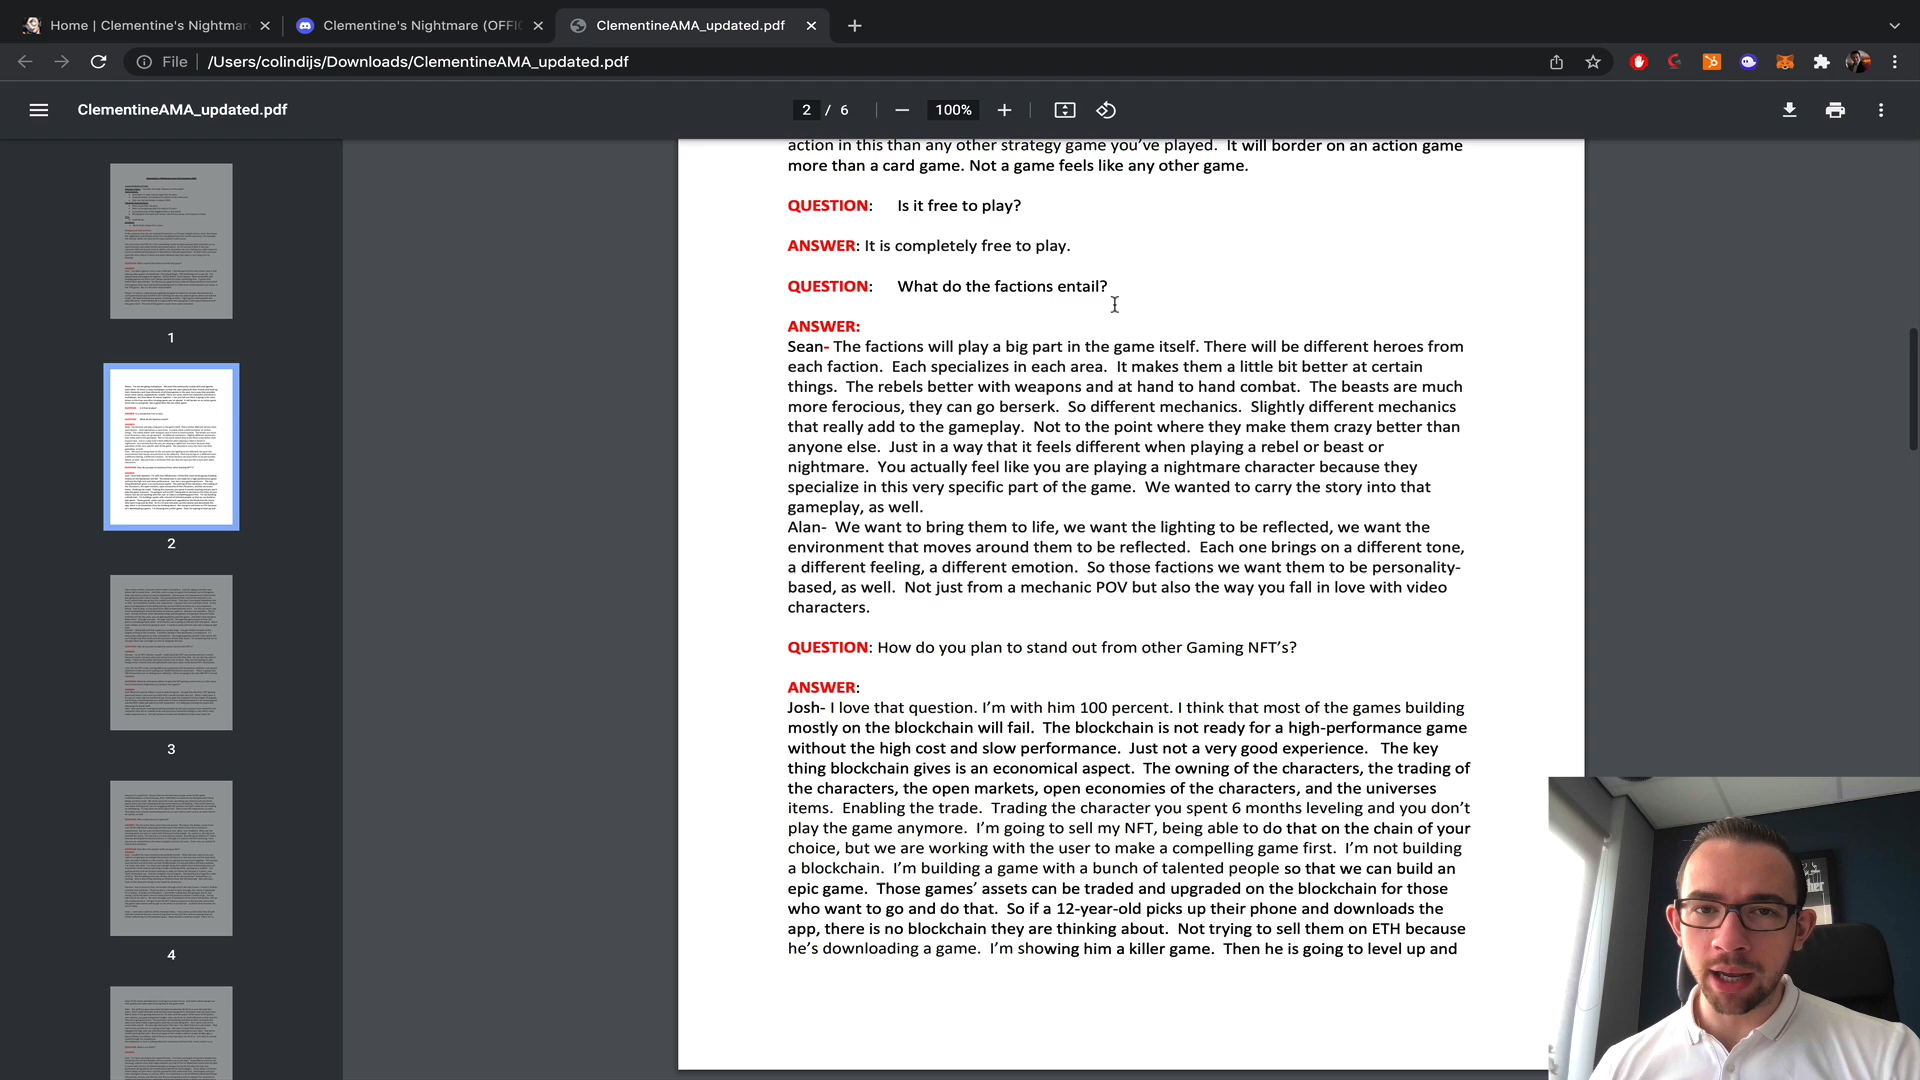 Home | Clementine's Nightmar
Clementine's Nightmare (OFFIC
ClementineAMA_updated.pdf
File
/Users/colindijs/Downloads/ClementineAMA_updated.pdf
ClementineAMA_updated.pdf
2 / 6
100%
action in this than any other strategy game you've played. It will border on an action game
more than a card game. Not a game feels like any other game.
QUESTION: Is it free to play?
ANSWER: It is completely free to play.
QUESTION: What do the factions entail?
ANSWER:
Sean- The factions will play a big part in the game itself. There will be different heroes from
each faction. Each specializes in each area. It makes them a little bit better at certain
things. The rebels better with weapons and at hand to hand combat. The beasts are much
more ferocious, they can go berserk. So different mechanics. Slightly different mechanics
that really add to the gameplay. Not to the point where they make them crazy better than
anyone else. Just in a way that it feels different when playing a rebel or beast or
nightmare. You actually feel like you are playing a nightmare character because they
specialize in this very specific part of the game. We wanted to carry the story into that
gameplay, as well.
Alan- We want to bring them to life, we want the lighting to be reflected, we want the
environment that moves around them to be reflected. Each one brings on a different tone,
a different feeling, a different emotion. So those factions we want them to be personality-
based, as well. Not just from a mechanic POV but also the way you fall in love with video
characters.
QUESTION: How do you plan to stand out from other Gaming NFT's?
ANSWER:
Josh- I love that question. I'm with him 100 percent. I think that most of the games building
mostly on the blockchain will fail. The blockchain is not ready for a high-performance game
without the high cost and slow performance. Just not a very good experience. The key
thing blockchain gives is an economical aspect. The owning of the characters, the trading of
the characters, the open markets, open economies of the characters, and the universes
items. Enabling the trade. Trading the character you spent 6 months leveling and you don't
play the game anymore. I'm going to sell my NFT, being able to do that on the chain of your
choice, but we are working with the user to make a compelling game first. I'm not building
a blockchain. I'm building a game with a bunch of talented people so that we can build an
epic game. Those games' assets can be traded and upgraded on the blockchain for those
who want to go and do that. So if a 12-year-old picks up their phone and downloads the
app, there is no blockchain they are thinking about. Not trying to sell them on ETH because
he's downloading a game. I'm showing him a killer game. Then he is going to level up and
1
2
3
4